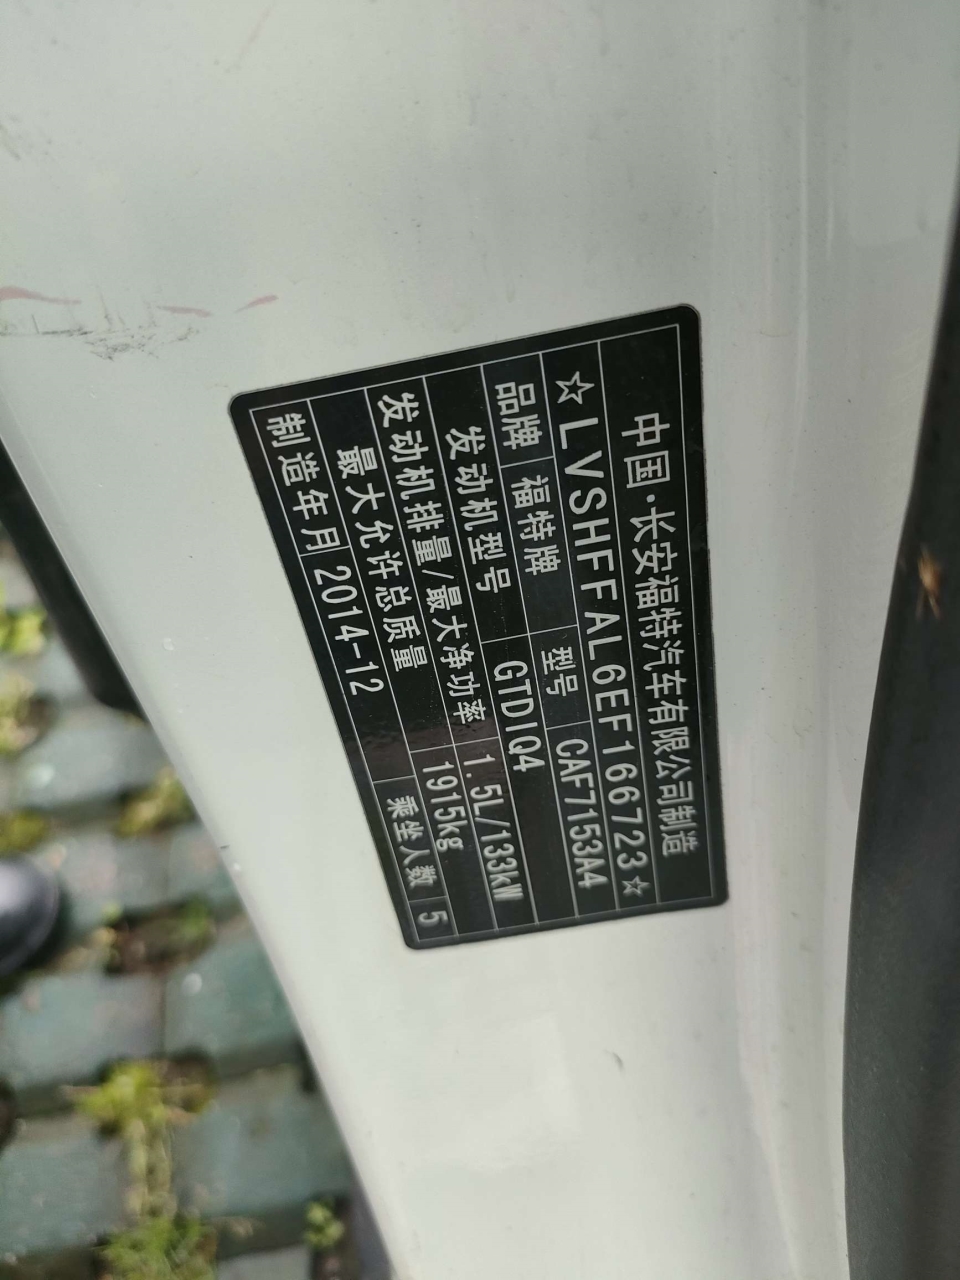 中国·长安福特汽车有限公司制造
☆LVSHFFAL6EF166723☆
品牌 福特牌 型号 CAF7153A4
发动机型号 GTDIQ4
发动机排量/最大净功率 1.5L/133kW
最大允许总质量 1915kg
制造年月 2014-12 乘坐人数 5